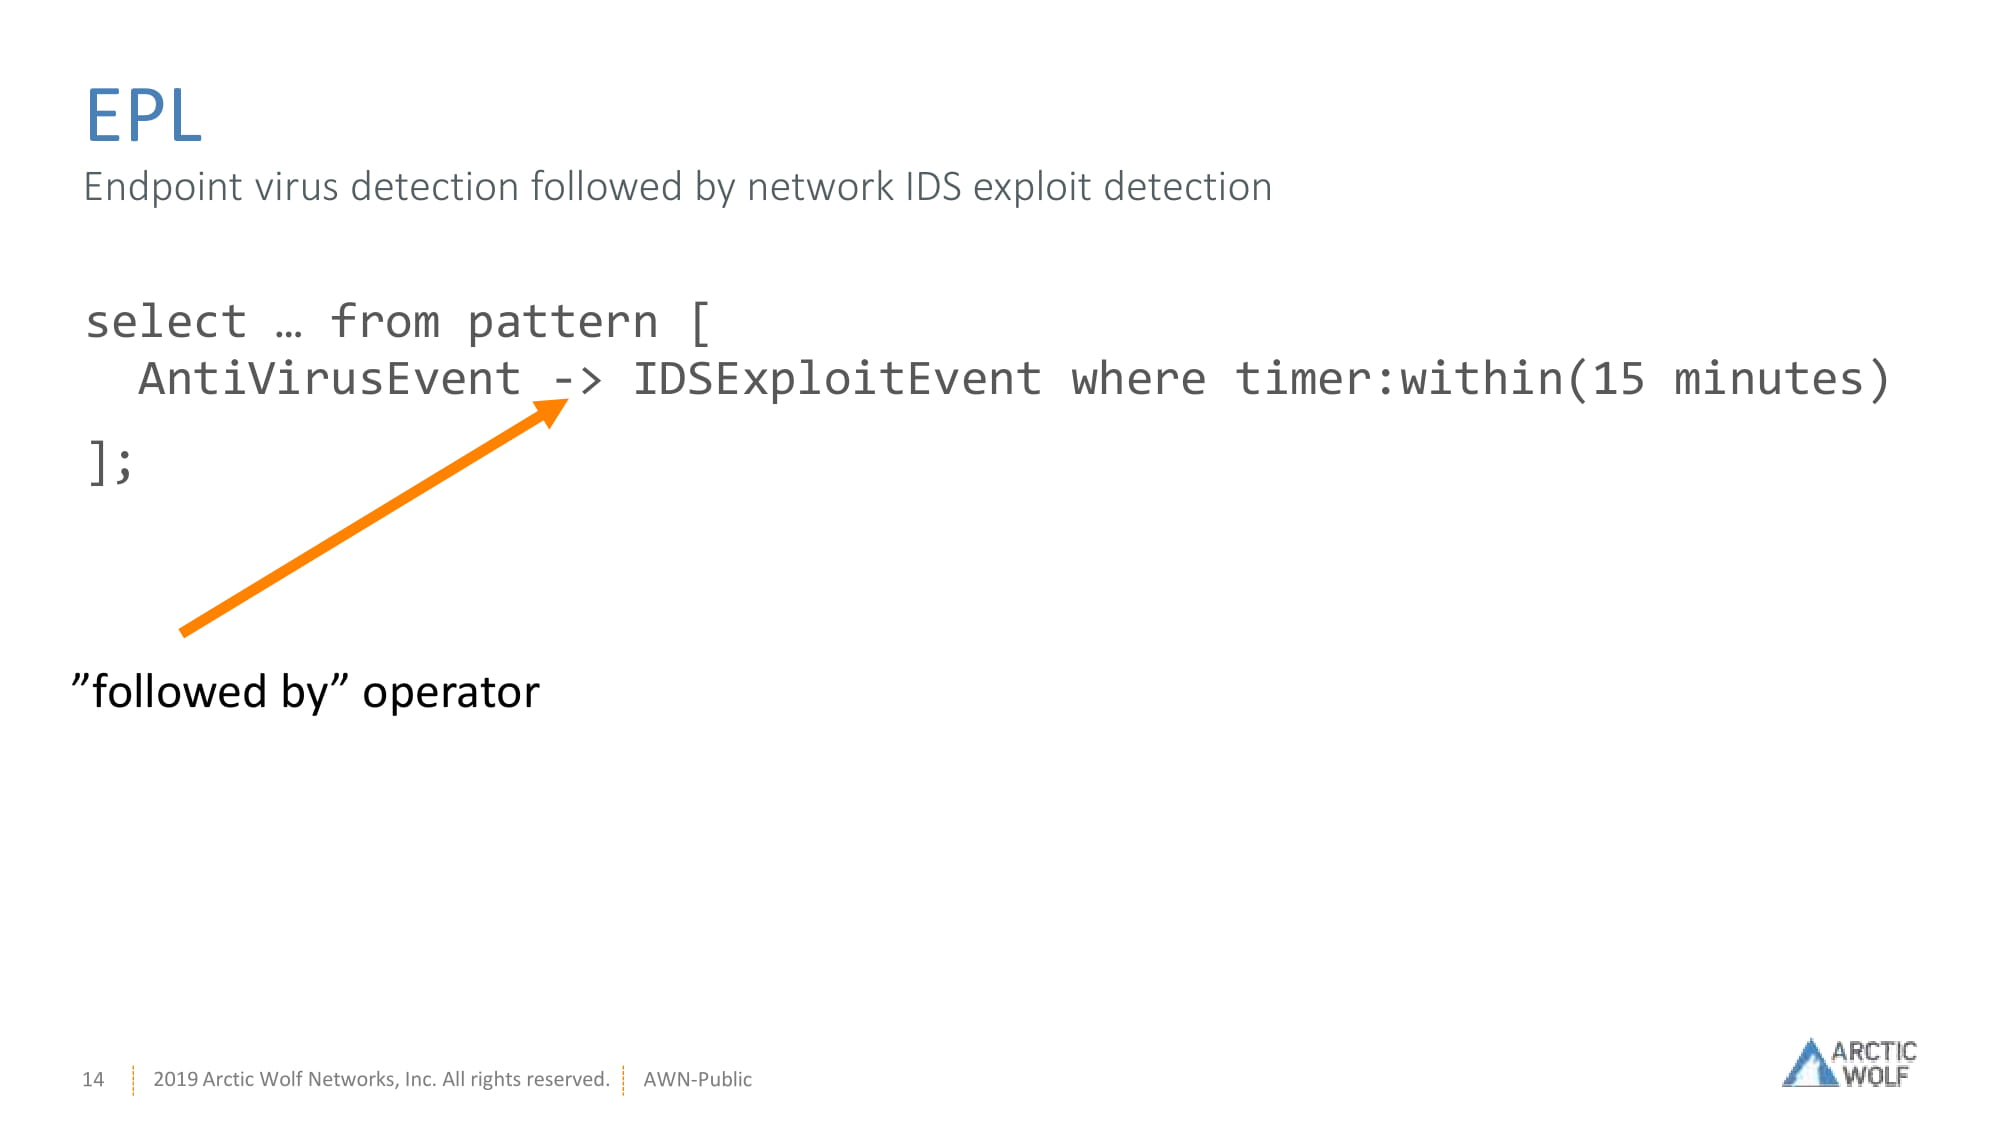 EPL
Endpoint virus detection followed by network IDS exploit detection
select … from pattern [
  AntiVirusEvent -> IDSExploitEvent where timer:within(15 minutes)
];
”followed by” operator
14 2019 Arctic Wolf Networks, Inc. All rights reserved. AWN-Public
ARCTIC
WOLF